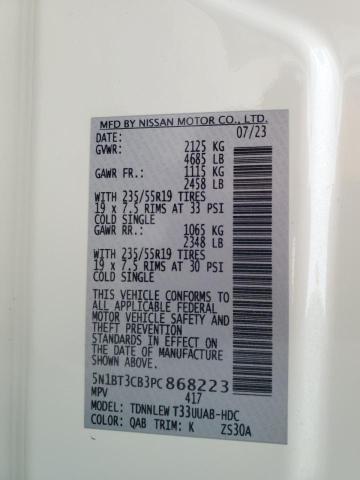 MFD BY NISSAN MOTOR CO., LTD.
DATE: 07/23
GVWR: 2125 KG
4685 LB
GAWR FR.: 1115 KG
2458 LB
WITH 235/55R19 TIRES
19 x 7.5 RIMS AT 33 PSI
COLD SINGLE
GAWR RR.: 1065 KG
2348 LB
WITH 235/55R19 TIRES
19 x 7.5 RIMS AT 30 PSI
COLD SINGLE
THIS VEHICLE CONFORMS TO
ALL APPLICABLE FEDERAL
MOTOR VEHICLE SAFETY AND
THEFT PREVENTION
STANDARDS IN EFFECT ON
THE DATE OF MANUFACTURE
SHOWN ABOVE.
5N1BT3CB3PC868223
MPV 417
MODEL: TDNNLEW T33UUAB-HDC
COLOR: QAB TRIM: K ZS30A